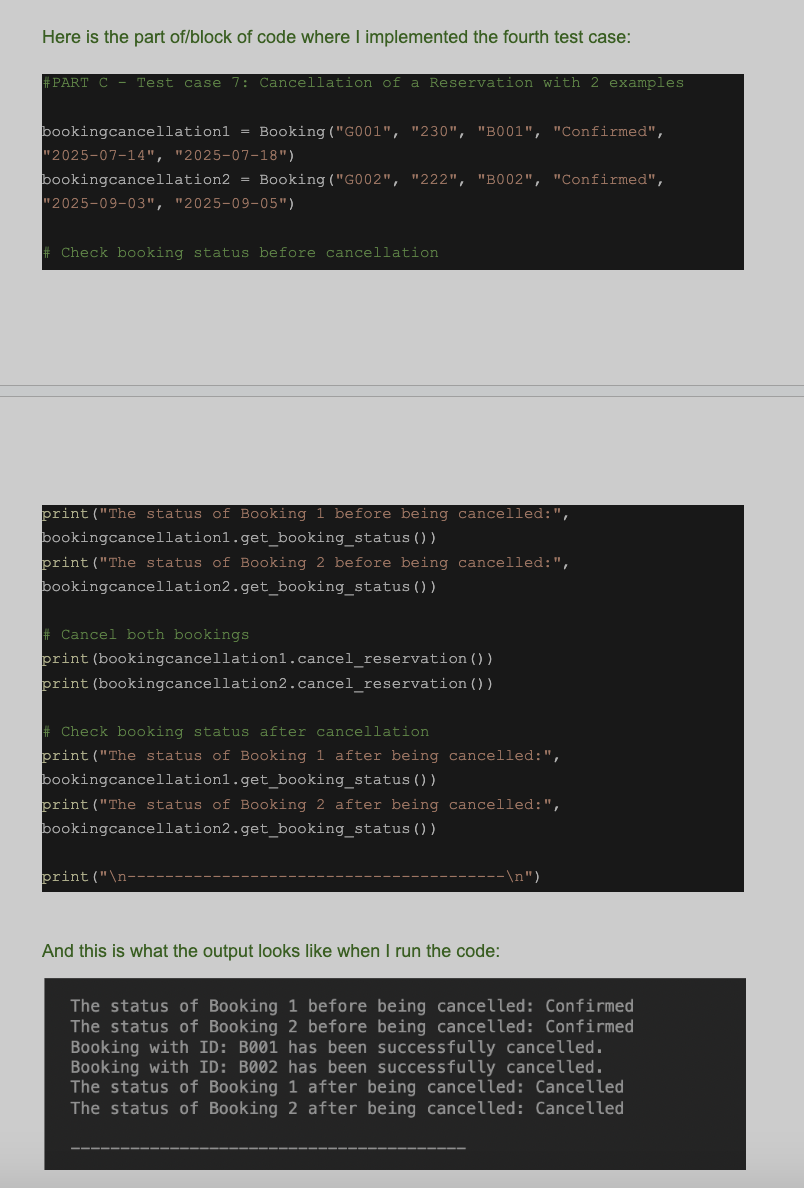 Here is the part of/block of code where I implemented the fourth test case:
#PART C - Test case 7: Cancellation of a Reservation with 2 examples
bookingcancellation1 = Booking("G001", "230", "B001", "Confirmed",
"2025-07-14", "2025-07-18")
bookingcancellation2 = Booking("G002", "222", "B002", "Confirmed",
"2025-09-03", "2025-09-05")
# Check booking status before cancellation
print("The status of Booking 1 before being cancelled:",
bookingcancellation1.get_booking_status())
print("The status of Booking 2 before being cancelled:",
bookingcancellation2.get_booking_status())
# Cancel both bookings
print(bookingcancellation1.cancel_reservation())
print(bookingcancellation2.cancel_reservation())
# Check booking status after cancellation
print("The status of Booking 1 after being cancelled:",
bookingcancellation1.get_booking_status())
print("The status of Booking 2 after being cancelled:",
bookingcancellation2.get_booking_status())
print("\n----------------------------------------\n")
And this is what the output looks like when I run the code:
The status of Booking 1 before being cancelled: Confirmed
The status of Booking 2 before being cancelled: Confirmed
Booking with ID: B001 has been successfully cancelled.
Booking with ID: B002 has been successfully cancelled.
The status of Booking 1 after being cancelled: Cancelled
The status of Booking 2 after being cancelled: Cancelled
----------------------------------------